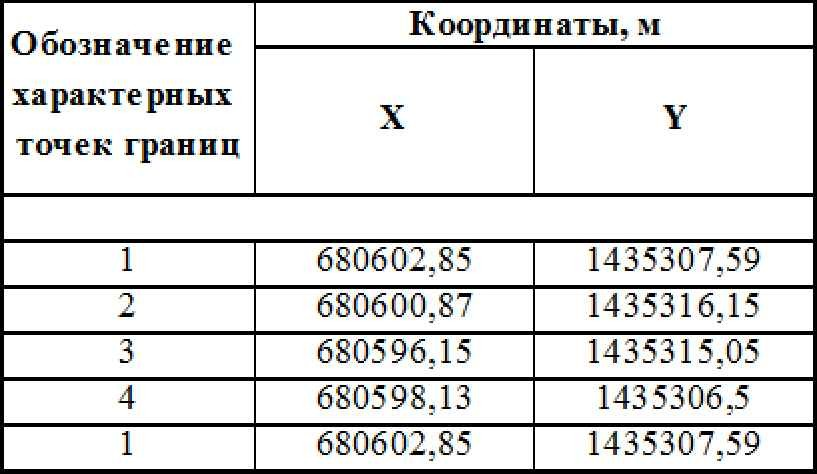 Обозначение
характерных
точек границ
Координаты, м
X Y
1 680602,85 1435307,59
2 680600,87 1435316,15
3 680596,15 1435315,05
4 680598,13 1435306,5
1 680602,85 1435307,59